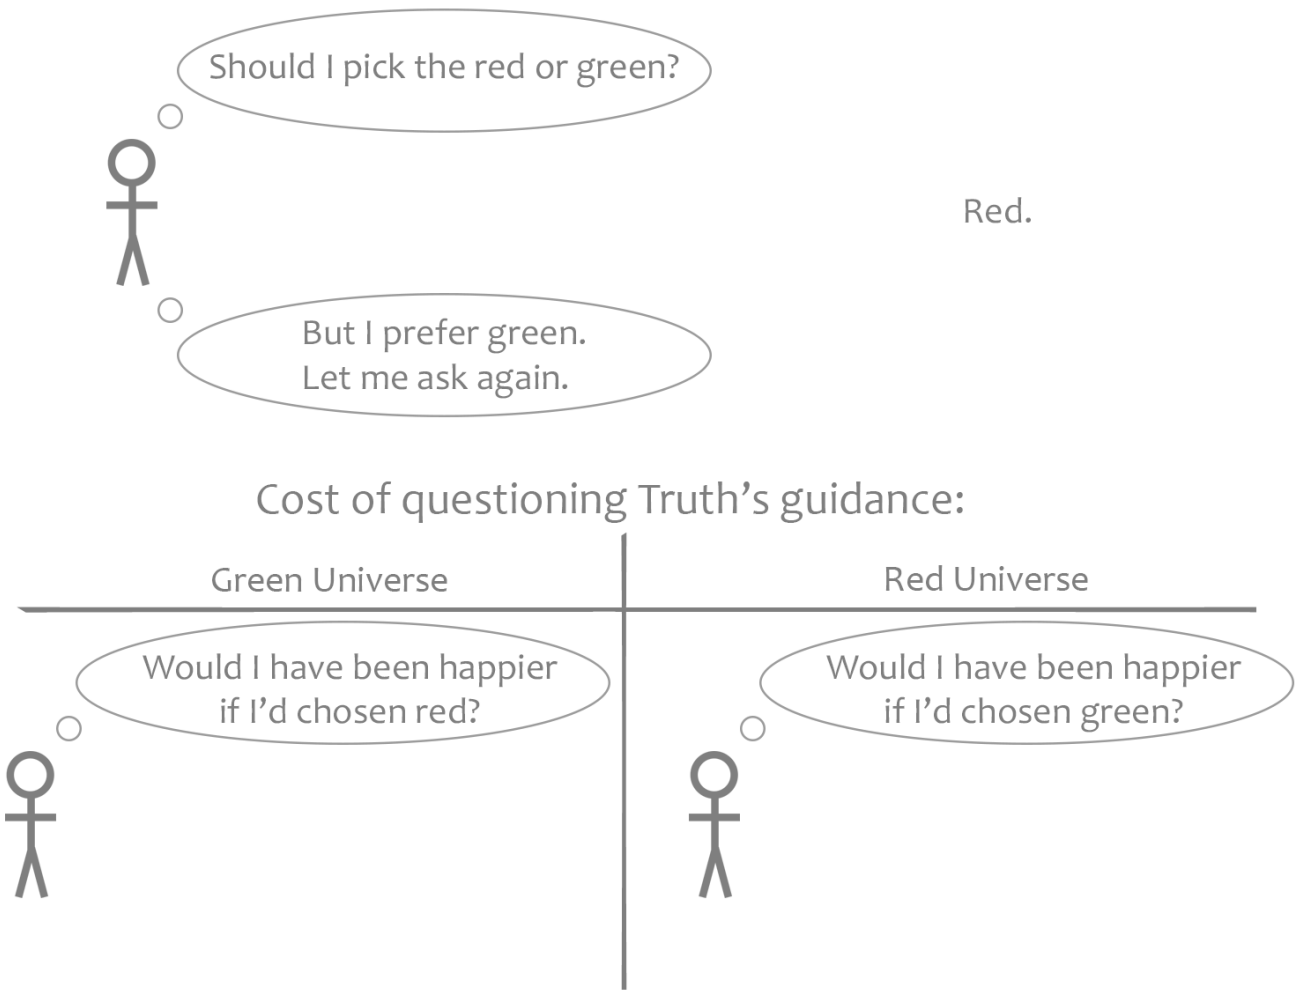 Should I pick the red or green?
Red.
But I prefer green.
Let me ask again.
Cost of questioning Truth’s guidance:
Green Universe
Red Universe
Would I have been happier
if I’d chosen red?
Would I have been happier
if I’d chosen green?